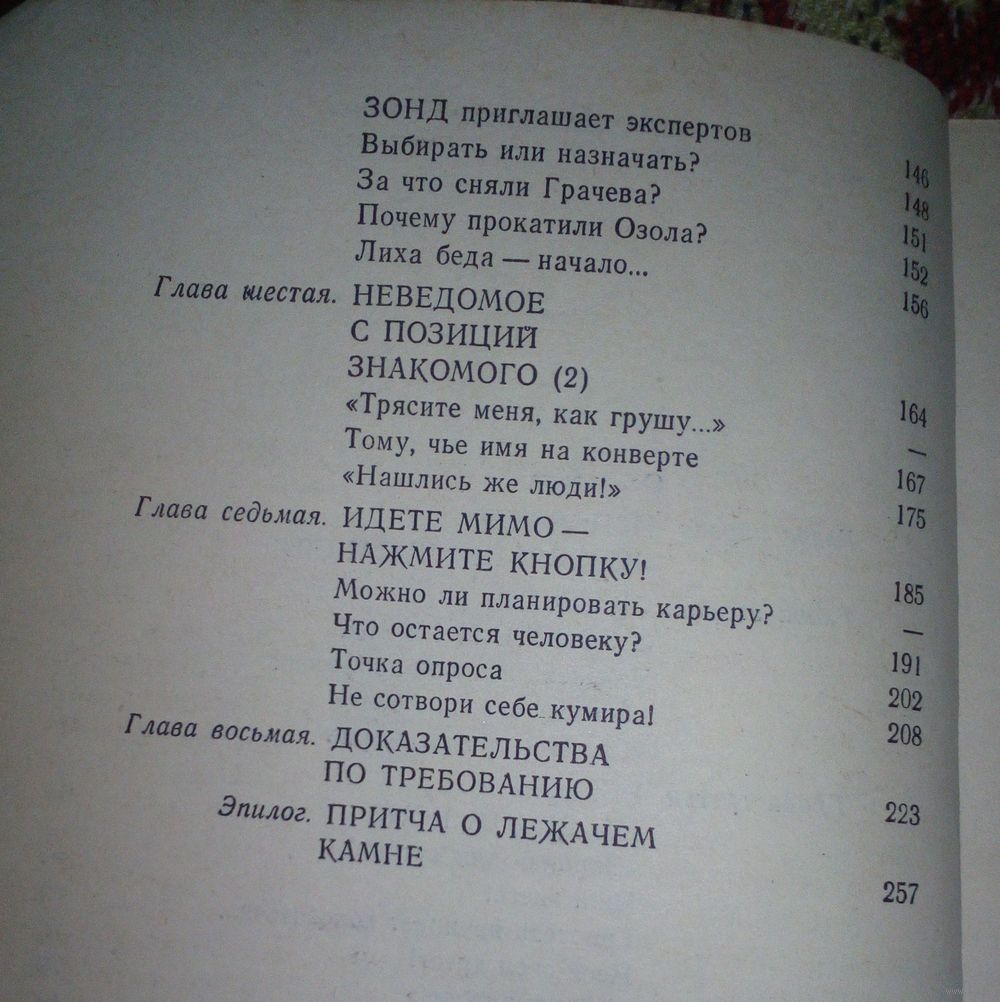 ЗОНД приглашает экспертов 146
Выбирать или назначать? 148
За что сняли Грачева? 151
Почему прокатили Озола? 152
Лиха беда — начало... 156
Глава шестая. НЕВЕДОМОЕ
С ПОЗИЦИЙ
ЗНАКОМОГО (2) 164
«Трясите меня, как грушу...» —
Тому, чье имя на конверте 167
«Нашлись же люди!» 175
Глава седьмая. ИДЕТЕ МИМО —
НАЖМИТЕ КНОПКУ! 185
Можно ли планировать карьеру? —
Что остается человеку? 191
Точка опроса 202
Не сотвори себе кумира! 208
Глава восьмая. ДОКАЗАТЕЛЬСТВА
ПО ТРЕБОВАНИЮ 223
Эпилог. ПРИТЧА О ЛЕЖАЧЕМ
КАМНЕ 257